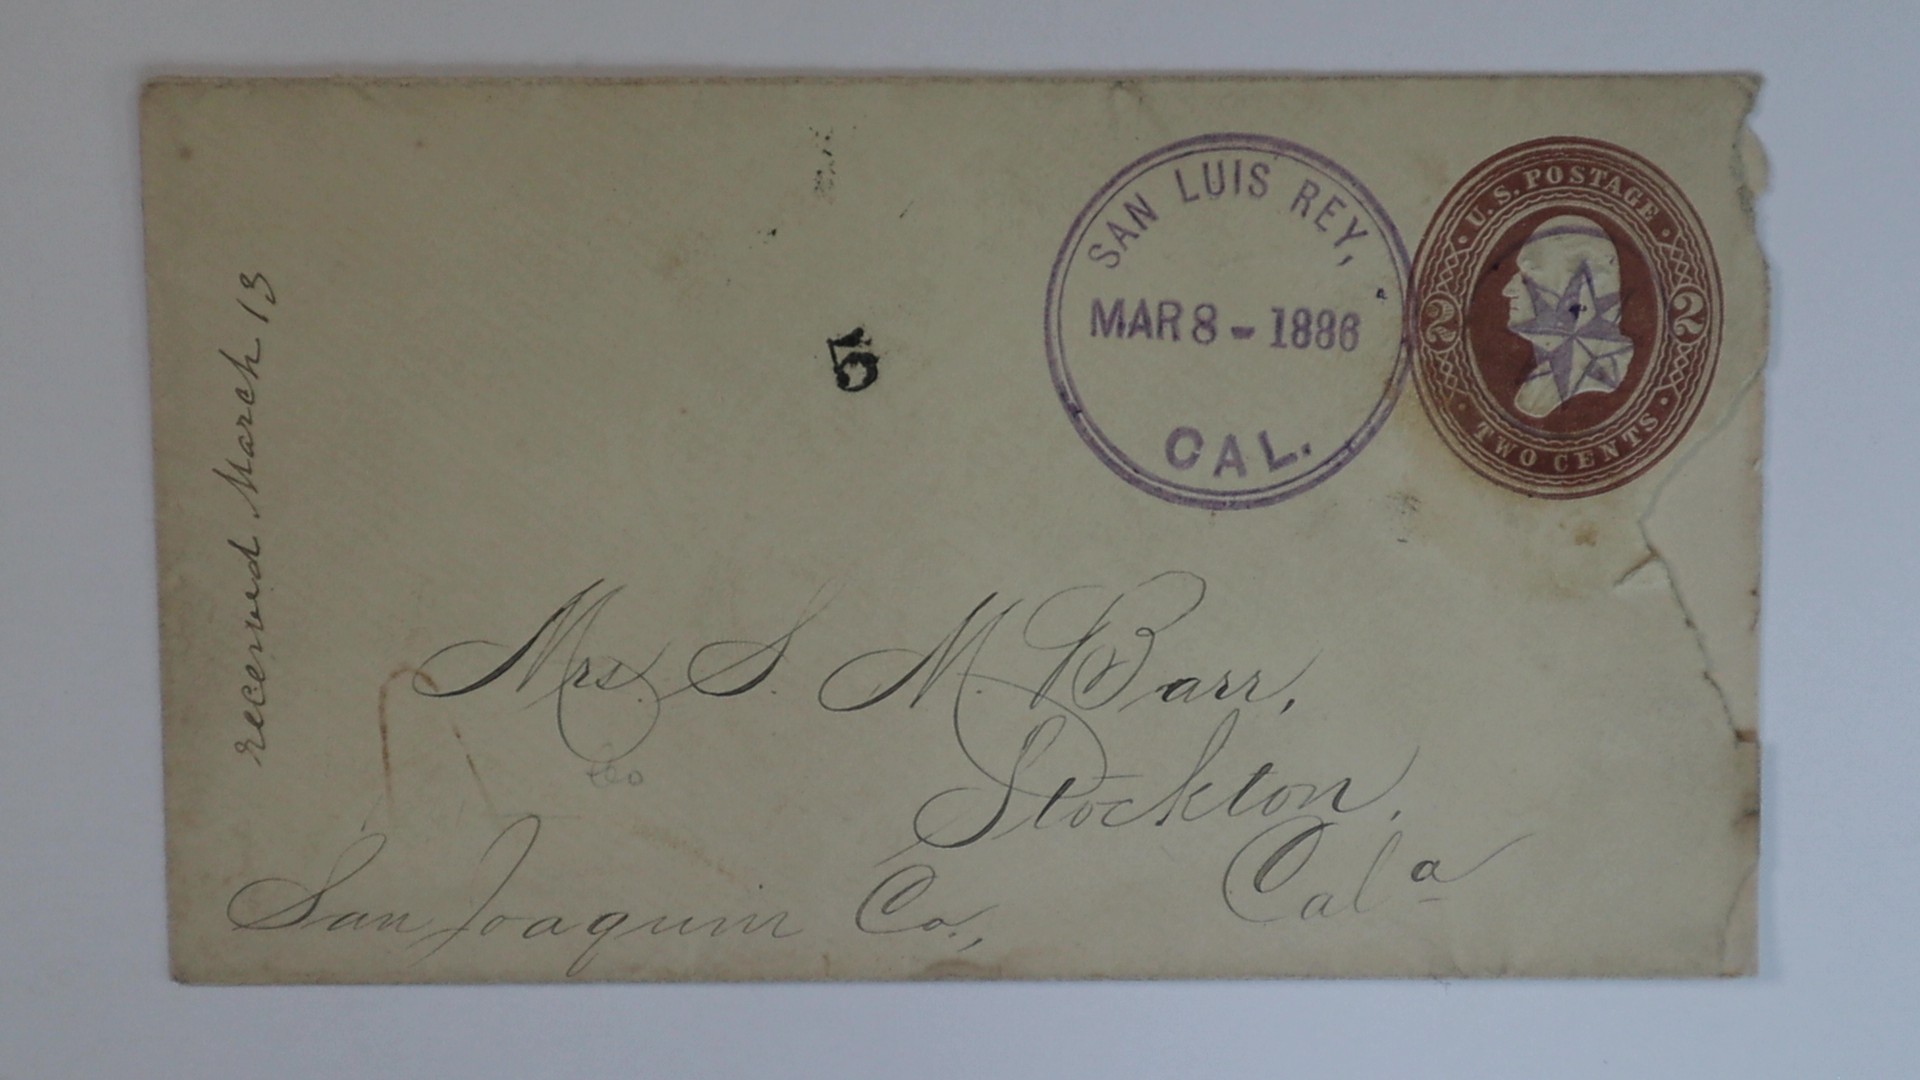 SAN LUIS REY,
MAR 8 - 1886
CAL.
U.S. POSTAGE
2 2
TWO CENTS
5
received March 13
Mrs. S. M. Barr,
Stockton,
San Joaquin Co., Cala